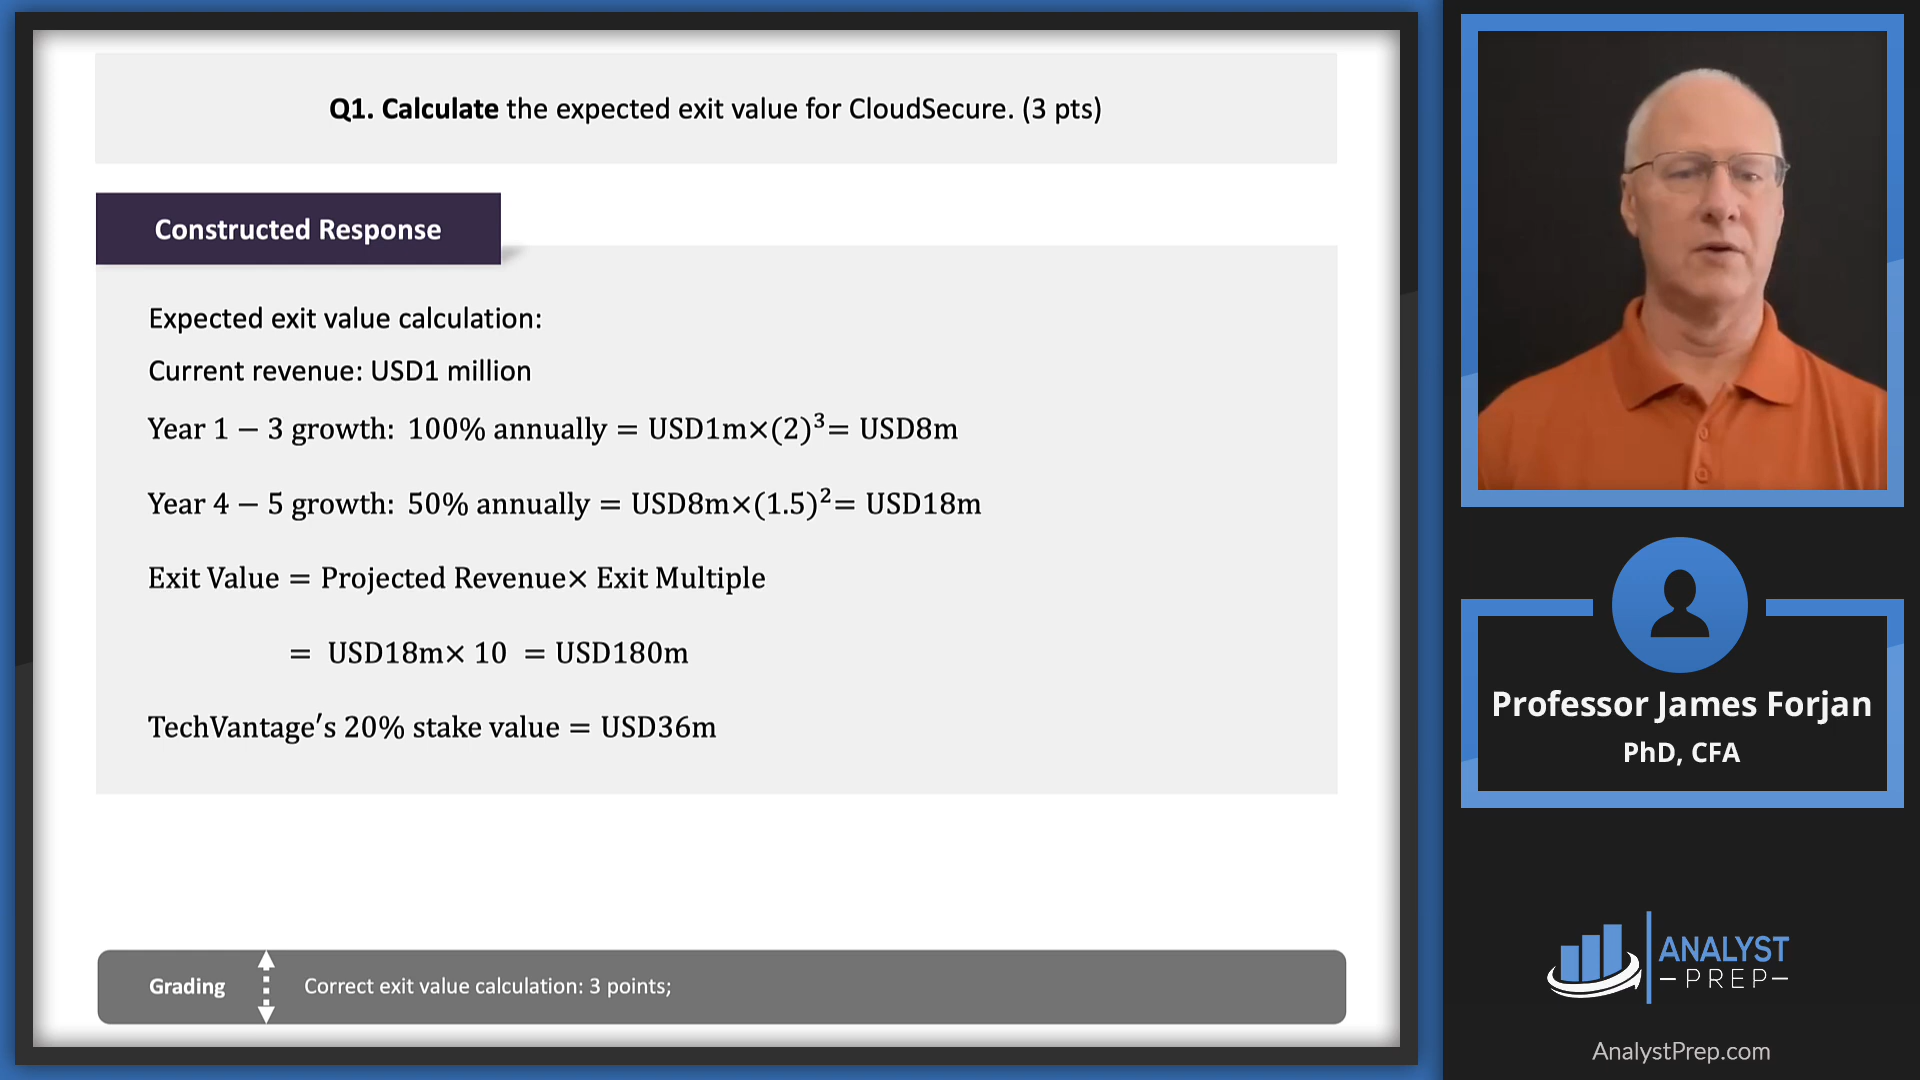 Q1. Calculate the expected exit value for CloudSecure. (3 pts)
Constructed Response
Expected exit value calculation:
Current revenue: USD1 million
Year 1 − 3 growth: 100% annually = USD1m×(2)³= USD8m
Year 4 − 5 growth: 50% annually = USD8m×(1.5)²= USD18m
Exit Value = Projected Revenue× Exit Multiple
= USD18m× 10 = USD180m
TechVantage′s 20% stake value = USD36m
Grading
Correct exit value calculation: 3 points;
Professor James Forjan
PhD, CFA
ANALYST
–PREP–
AnalystPrep.com